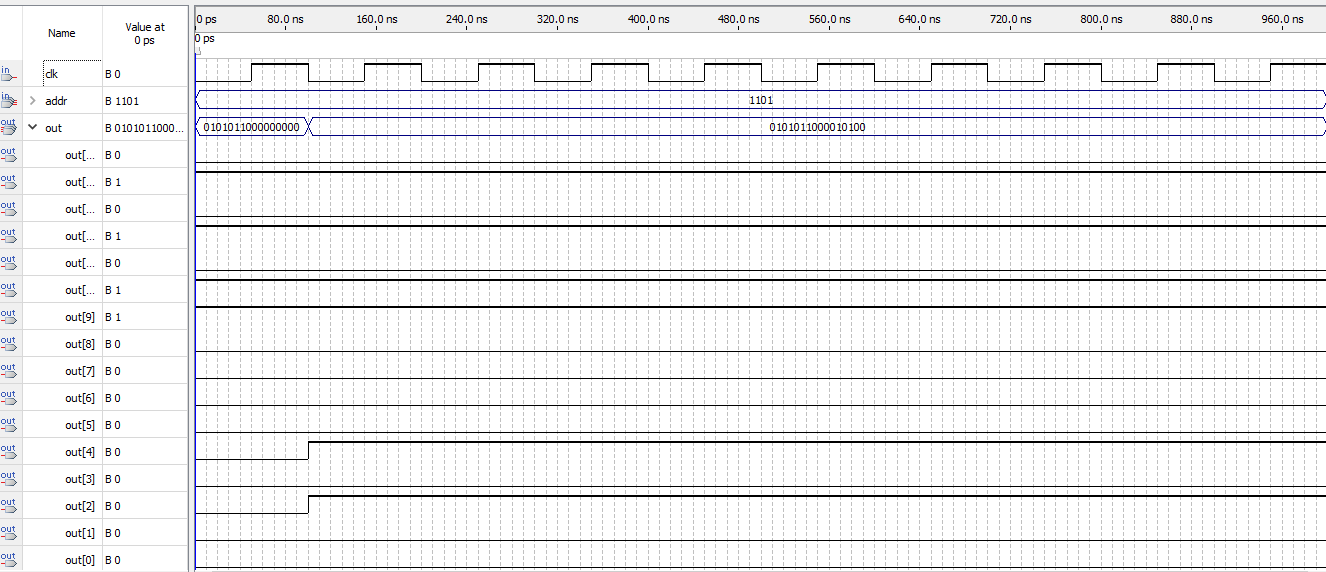 Name
Value at
0 ps
0 ps 80.0 ns 160.0 ns 240.0 ns 320.0 ns 400.0 ns 480.0 ns 560.0 ns 640.0 ns 720.0 ns 800.0 ns 880.0 ns 960.0 ns
0 ps
in clk B 0
in addr B 1101 1101
out out B 0101011000... 0101011000000000 0101011000010100
out out[... B 0
out out[... B 1
out out[... B 0
out out[... B 1
out out[... B 0
out out[... B 1
out out[9] B 1
out out[8] B 0
out out[7] B 0
out out[6] B 0
out out[5] B 0
out out[4] B 0
out out[3] B 0
out out[2] B 0
out out[1] B 0
out out[0] B 0